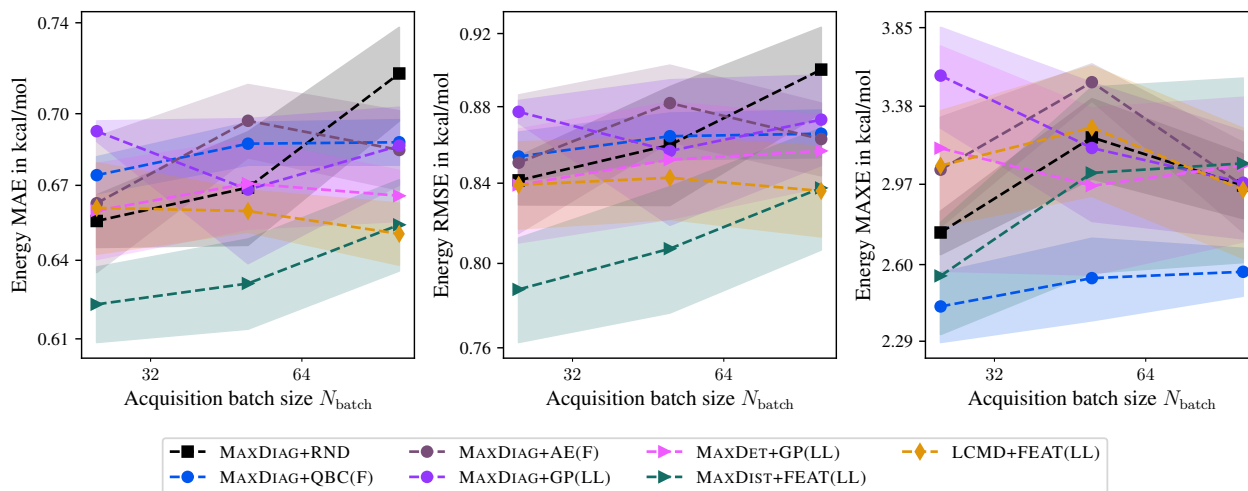 Energy MAE in kcal/mol
0.74
0.70
0.67
0.64
0.61
32
64
Acquisition batch size N_batch
Energy RMSE in kcal/mol
0.92
0.88
0.84
0.80
0.76
32
64
Acquisition batch size N_batch
Energy MAXE in kcal/mol
3.85
3.38
2.97
2.60
2.29
32
64
Acquisition batch size N_batch
MAXDIAG+RND
MAXDIAG+QBC(F)
MAXDIAG+AE(F)
MAXDIAG+GP(LL)
MAXDET+GP(LL)
MAXDIST+FEAT(LL)
LCMD+FEAT(LL)